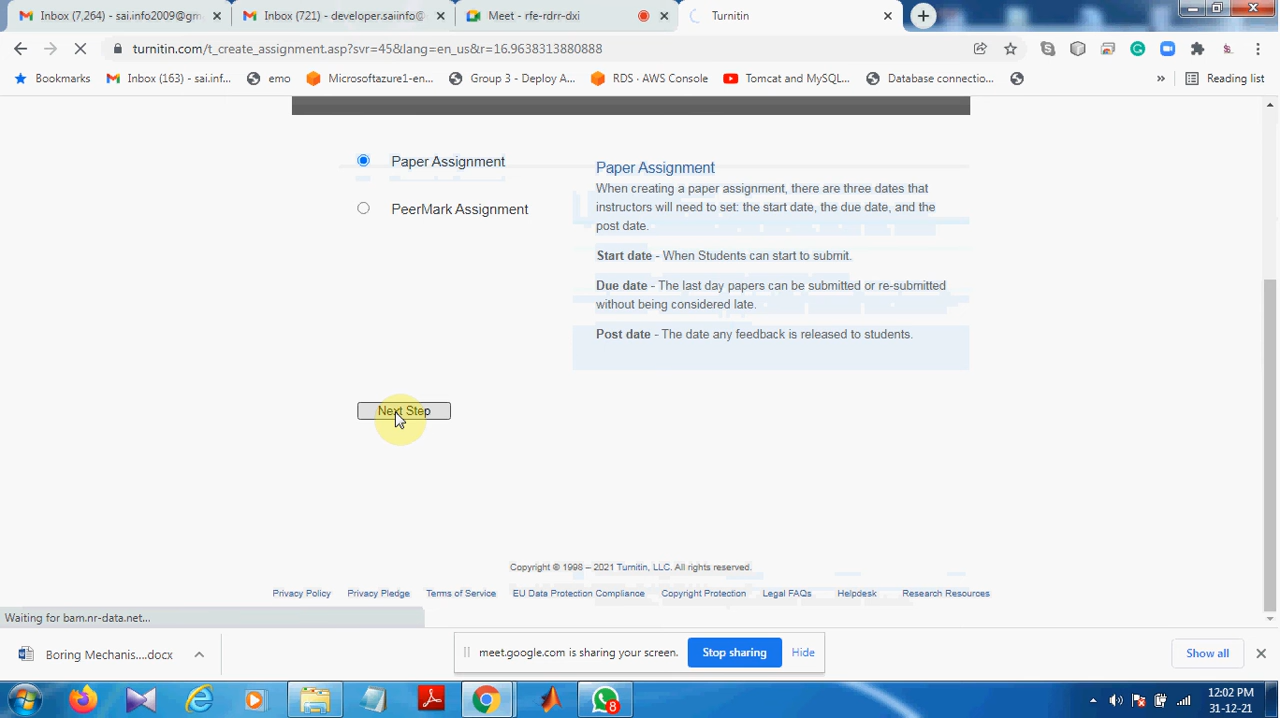 Inbox (7,264) - sai.info2009@gm
Inbox (721) - developer.saiinfo@
Meet - rfe-rdrr-dxi
Turnitin
turnitin.com/t_create_assignment.asp?svr=45&lang=en_us&r=16.9638313880888
Bookmarks
Inbox (163) - sai.inf...
emo
Microsoftazure1-en...
Group 3 - Deploy A...
RDS · AWS Console
Tomcat and MySQL...
Database connectio...
»
Reading list
Paper Assignment
PeerMark Assignment
Paper Assignment
When creating a paper assignment, there are three dates that
instructors will need to set: the start date, the due date, and the
post date.
Start date - When Students can start to submit.
Due date - The last day papers can be submitted or re-submitted
without being considered late.
Post date - The date any feedback is released to students.
Next Step
Copyright © 1998 – 2021 Turnitin, LLC. All rights reserved.
Privacy Policy
Privacy Pledge
Terms of Service
EU Data Protection Compliance
Copyright Protection
Legal FAQs
Helpdesk
Research Resources
Waiting for bam.nr-data.net...
Boring Mechanis....docx
meet.google.com is sharing your screen.
Stop sharing
Hide
Show all
8
12:02 PM
31-12-21